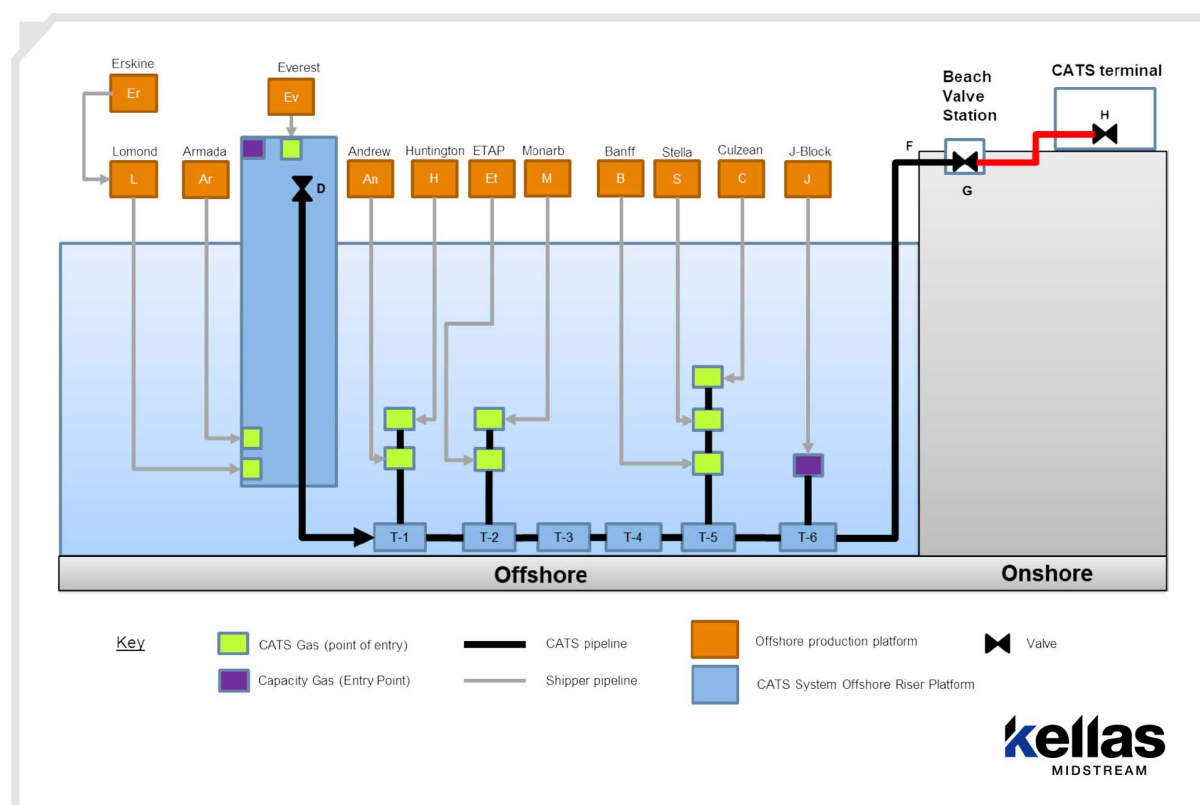 Erskine
Er
Everest
Ev
Beach
Valve
Station
CATS terminal
H
Lomond
L
Armada
Ar
D
Andrew
An
Huntington
H
ETAP
Et
Monarb
M
Banff
B
Stella
S
Culzean
C
J-Block
J
F
G
T-1
T-2
T-3
T-4
T-5
T-6
Offshore
Onshore
Key
CATS Gas (point of entry)
CATS pipeline
Offshore production platform
Valve
Capacity Gas (Entry Point)
Shipper pipeline
CATS System Offshore Riser Platform
kellas
MIDSTREAM